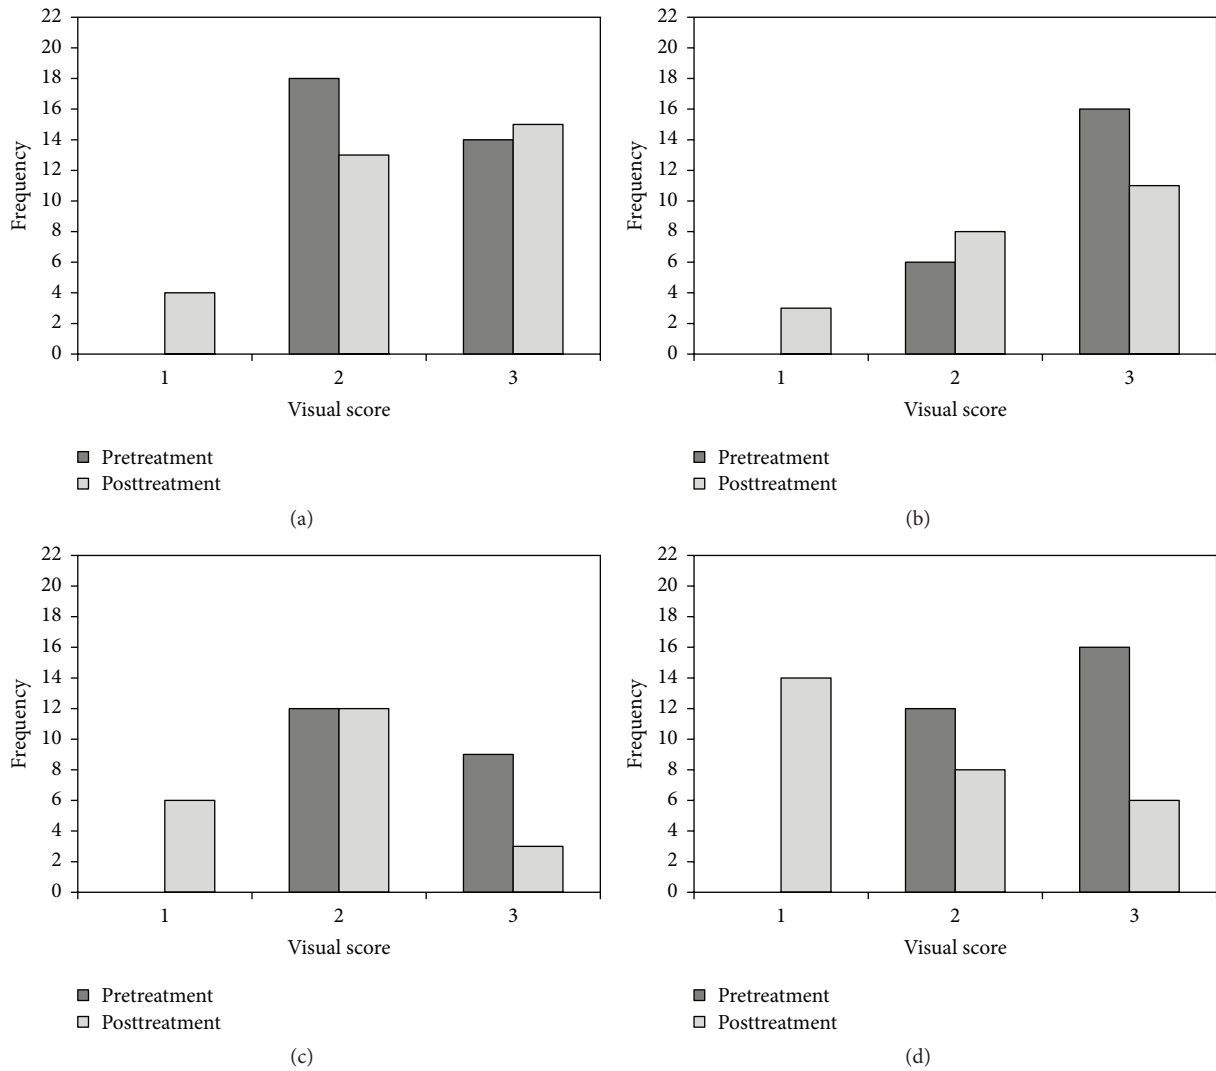 22
20
18
16
14
12
10
8
6
4
2
0
Frequency
1 2 3
Visual score
Pretreatment
Posttreatment
(a)
22
20
18
16
14
12
10
8
6
4
2
0
Frequency
1 2 3
Visual score
Pretreatment
Posttreatment
(b)
22
20
18
16
14
12
10
8
6
4
2
0
Frequency
1 2 3
Visual score
Pretreatment
Posttreatment
(c)
22
20
18
16
14
12
10
8
6
4
2
0
Frequency
1 2 3
Visual score
Pretreatment
Posttreatment
(d)